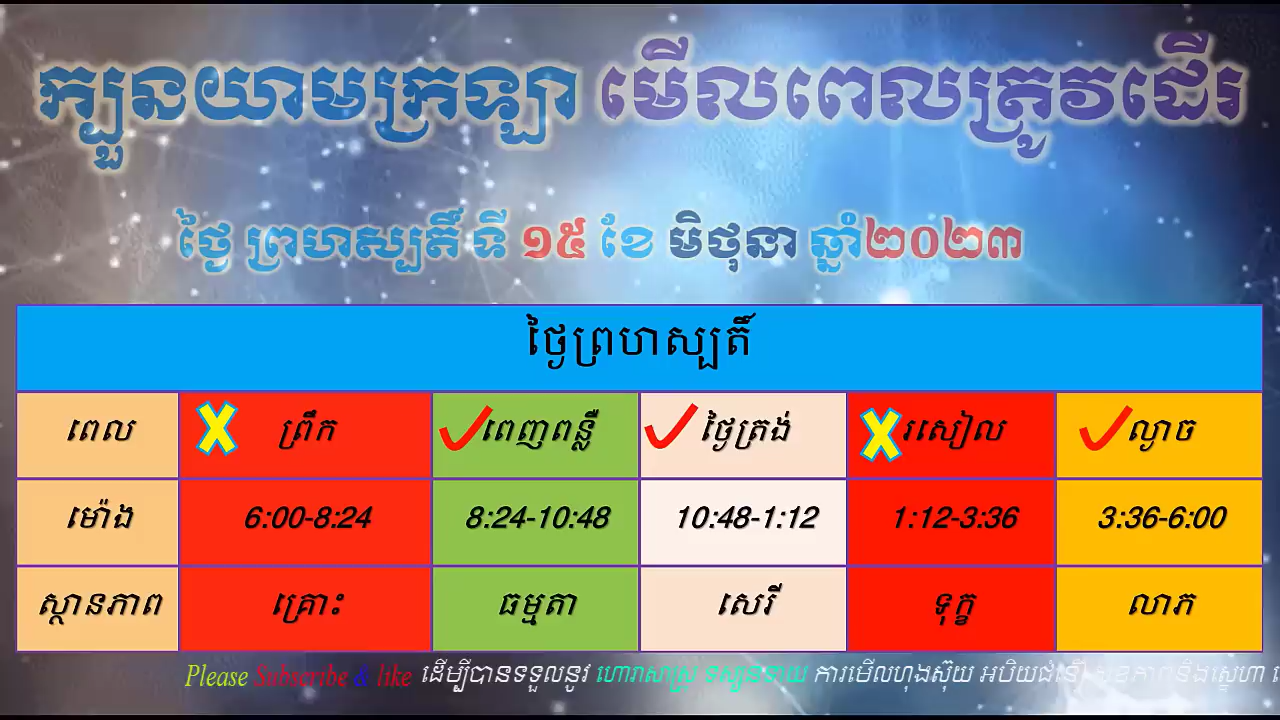 ក្បួនយាមក្រឡា មើលពេលត្រូវដើរ
ថ្ងៃ ព្រហស្បតិ៍ ទី ១៥ ខែ មិថុនា ឆ្នាំ២០២៣
ថ្ងៃព្រហស្បតិ៍
ពេល ព្រឹក ពេញពន្លឺ ថ្ងៃត្រង់ រសៀល ល្ងាច
ម៉ោង 6:00-8:24 8:24-10:48 10:48-1:12 1:12-3:36 3:36-6:00
ស្ថានភាព គ្រោះ ធម្មតា សេរី ទុក្ខ លាភ
Please Subscribe & like ដើម្បីបានទទួលនូវ ហោរាសាស្រ្ត ទស្សនទាយ ការមើលហុងស៊ុយ